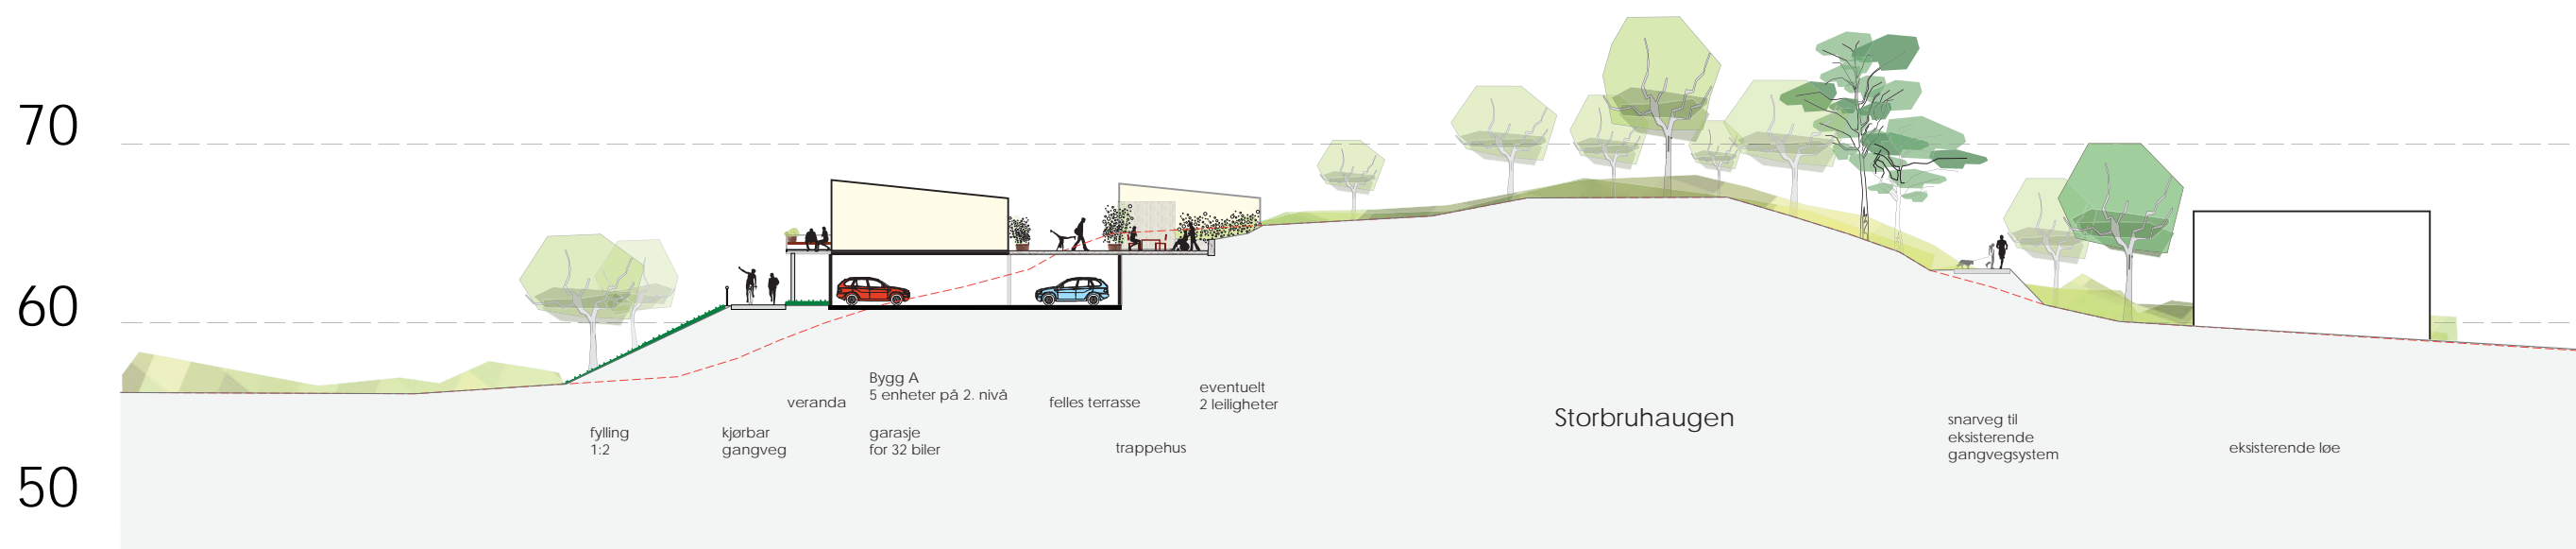 70
60
50
fylling
1:2
kjørbar
gangveg
veranda
Bygg A
5 enheter på 2. nivå
garasje
for 32 biler
felles terrasse
trappehus
eventuelt
2 leiligheter
Storbruhaugen
snarveg til
eksisterende
gangvegsystem
eksisterende løe